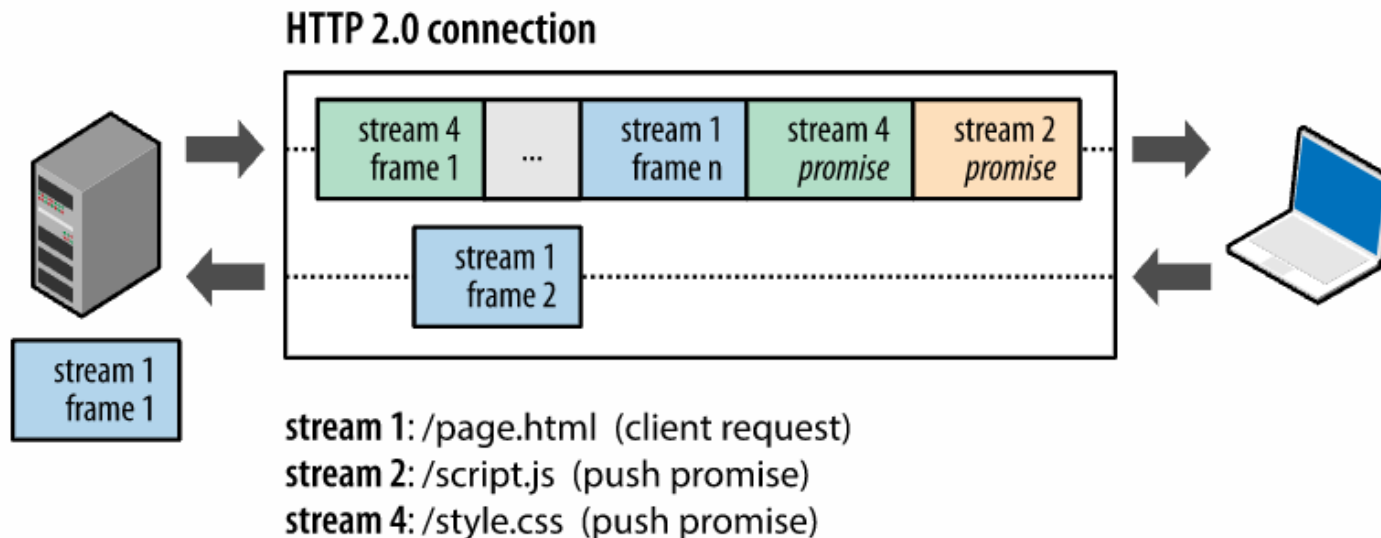 HTTP 2.0 connection
stream 4
frame 1
...
stream 1
frame n
stream 4
promise
stream 2
promise
stream 1
frame 2
stream 1
frame 1
stream 1: /page.html (client request)
stream 2: /script.js (push promise)
stream 4: /style.css (push promise)